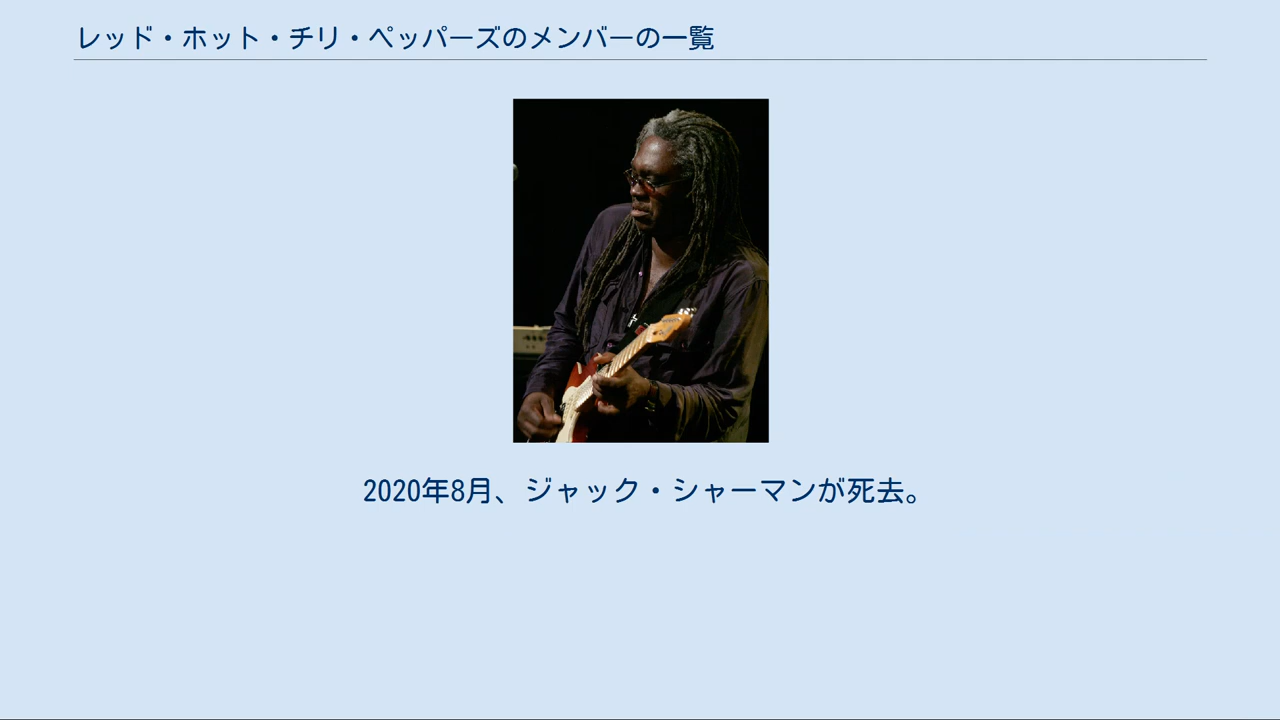 レッド・ホット・チリ・ペッパーズのメンバーの一覧
2020年8月、ジャック・シャーマンが死去。